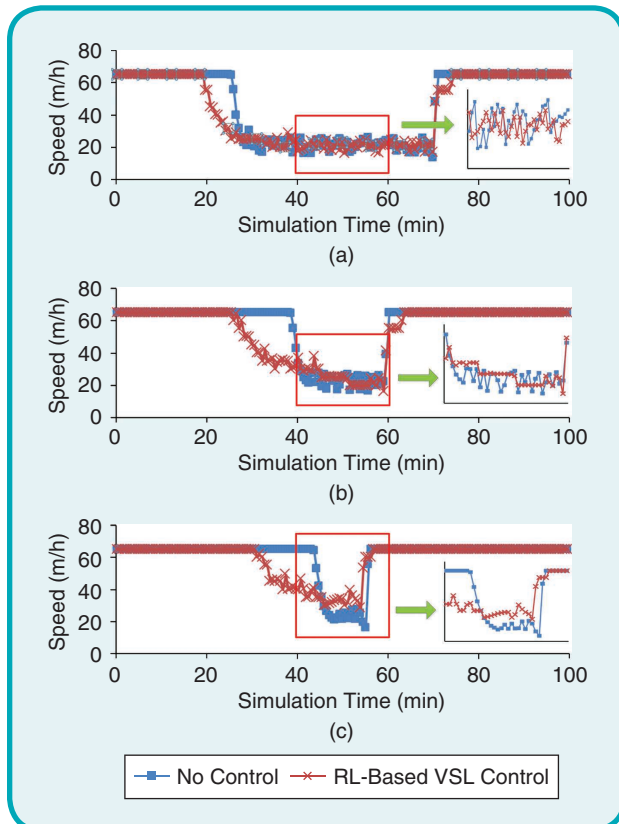 80
60
40
20
0
Speed (m/h)
0 20 40 60 80 100
Simulation Time (min)
(a)
80
60
40
20
0
Speed (m/h)
0 20 40 60 80 100
Simulation Time (min)
(b)
80
60
40
20
0
Speed (m/h)
0 20 40 60 80 100
Simulation Time (min)
(c)
No Control RL-Based VSL Control